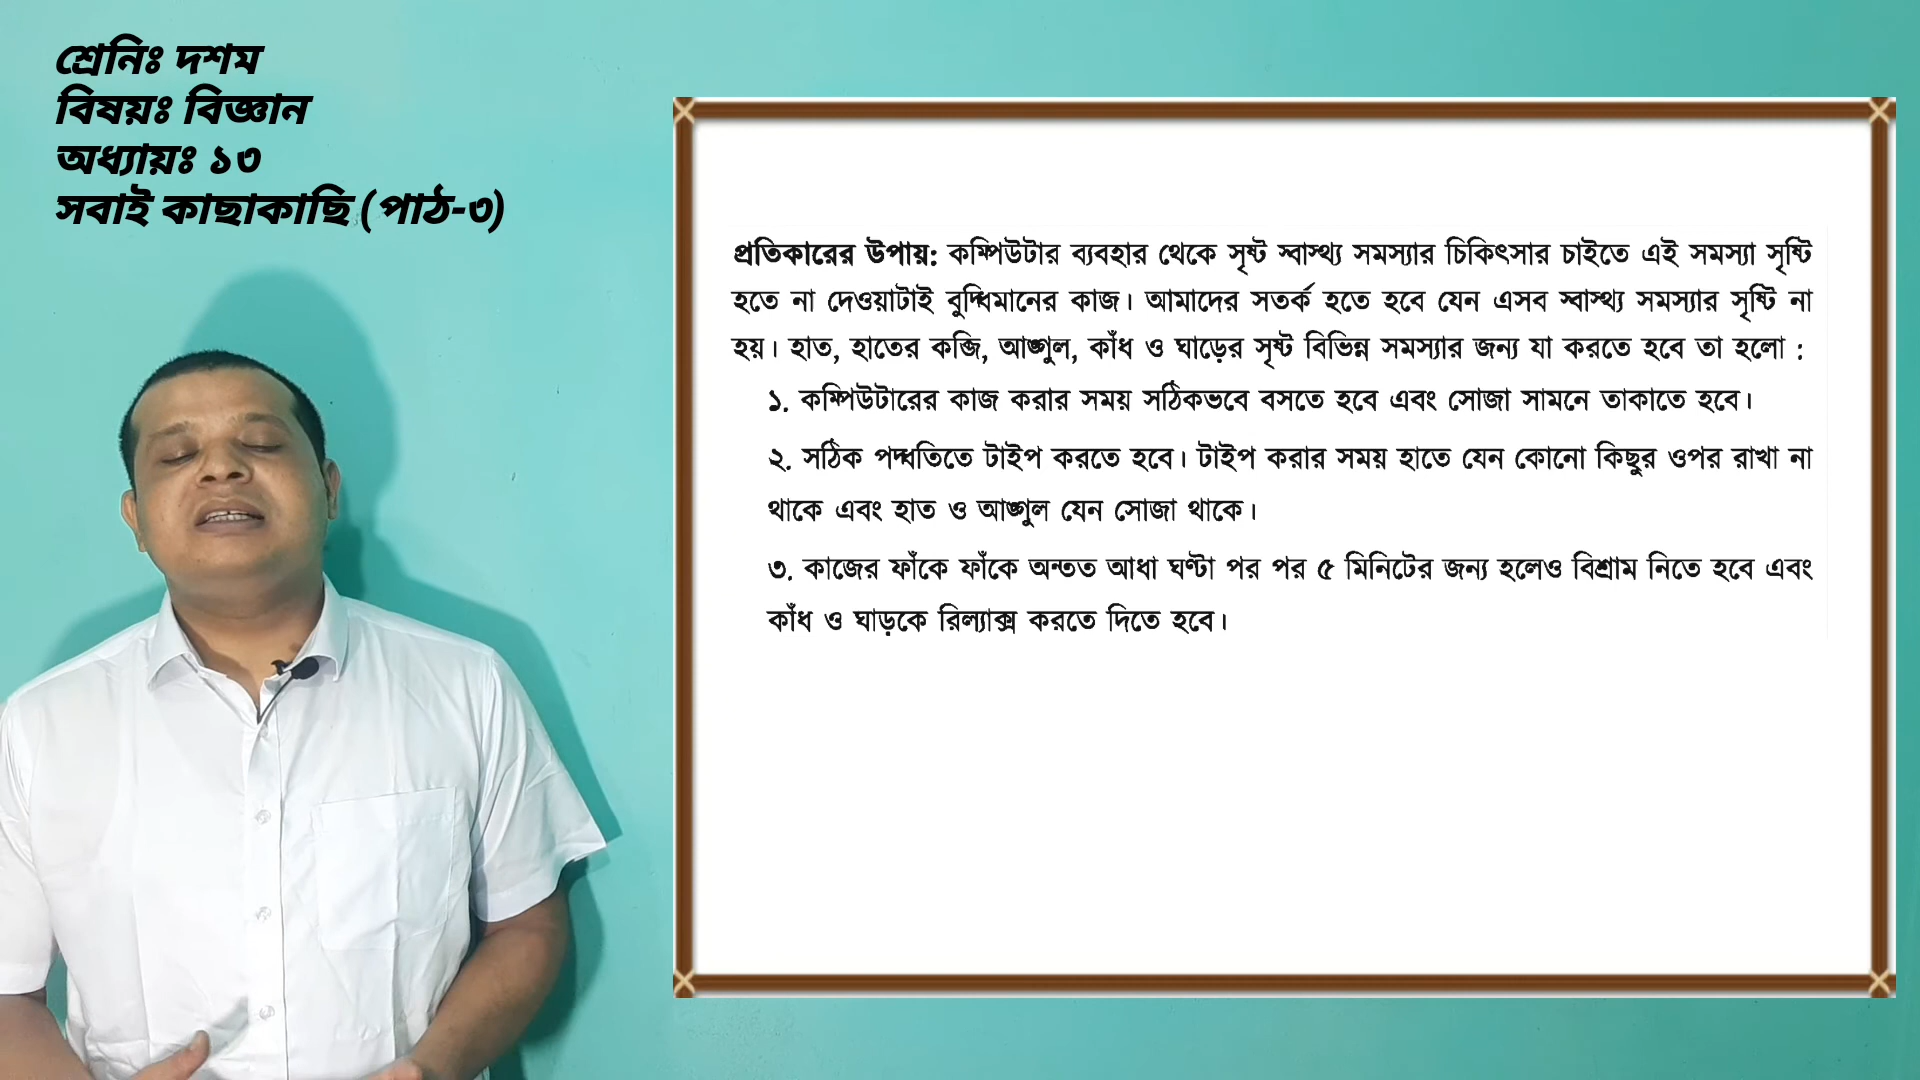 শ্রেনিঃ দশম
বিষয়ঃ বিজ্ঞান
অধ্যায়ঃ ১৩
সবাই কাছাকাছি (পাঠ-৩)
প্রতিকারের উপায়: কম্পিউটার ব্যবহার থেকে সৃষ্ট স্বাস্থ্য সমস্যার চিকিৎসার চাইতে এই সমস্যা সৃষ্টি
হতে না দেওয়াটাই বুদ্ধিমানের কাজ। আমাদের সতর্ক হতে হবে যেন এসব স্বাস্থ্য সমস্যার সৃষ্টি না
হয়। হাত, হাতের কব্জি, আঙ্গুল, কাঁধ ও ঘাড়ের সৃষ্ট বিভিন্ন সমস্যার জন্য যা করতে হবে তা হলো :
১. কম্পিউটারের কাজ করার সময় সঠিকভবে বসতে হবে এবং সোজা সামনে তাকাতে হবে।
২. সঠিক পদ্ধতিতে টাইপ করতে হবে। টাইপ করার সময় হাতে যেন কোনো কিছুর ওপর রাখা না
থাকে এবং হাত ও আঙ্গুল যেন সোজা থাকে।
৩. কাজের ফাঁকে ফাঁকে অন্তত আধা ঘণ্টা পর পর ৫ মিনিটের জন্য হলেও বিশ্রাম নিতে হবে এবং
কাঁধ ও ঘাড়কে রিল্যাক্স করতে দিতে হবে।